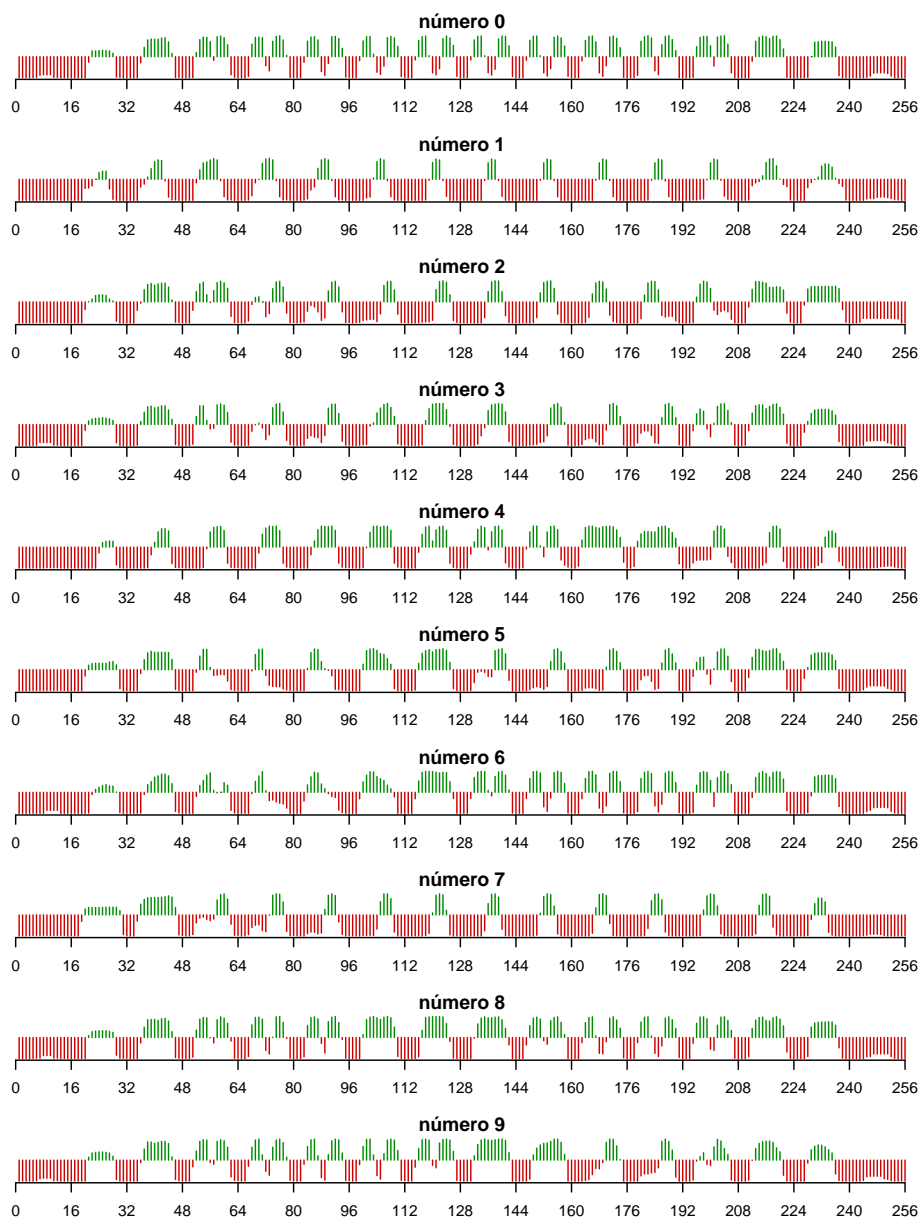 número 0
0 16 32 48 64 80 96 112 128 144 160 176 192 208 224 240 256
número 1
0 16 32 48 64 80 96 112 128 144 160 176 192 208 224 240 256
número 2
0 16 32 48 64 80 96 112 128 144 160 176 192 208 224 240 256
número 3
0 16 32 48 64 80 96 112 128 144 160 176 192 208 224 240 256
número 4
0 16 32 48 64 80 96 112 128 144 160 176 192 208 224 240 256
número 5
0 16 32 48 64 80 96 112 128 144 160 176 192 208 224 240 256
número 6
0 16 32 48 64 80 96 112 128 144 160 176 192 208 224 240 256
número 7
0 16 32 48 64 80 96 112 128 144 160 176 192 208 224 240 256
número 8
0 16 32 48 64 80 96 112 128 144 160 176 192 208 224 240 256
número 9
0 16 32 48 64 80 96 112 128 144 160 176 192 208 224 240 256